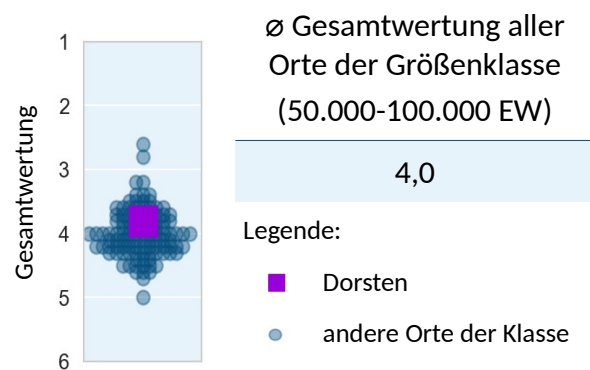 Gesamtwertung
1
2
3
4
5
6
⌀ Gesamtwertung aller
Orte der Größenklasse
(50.000-100.000 EW)
4,0
Legende:
Dorsten
andere Orte der Klasse